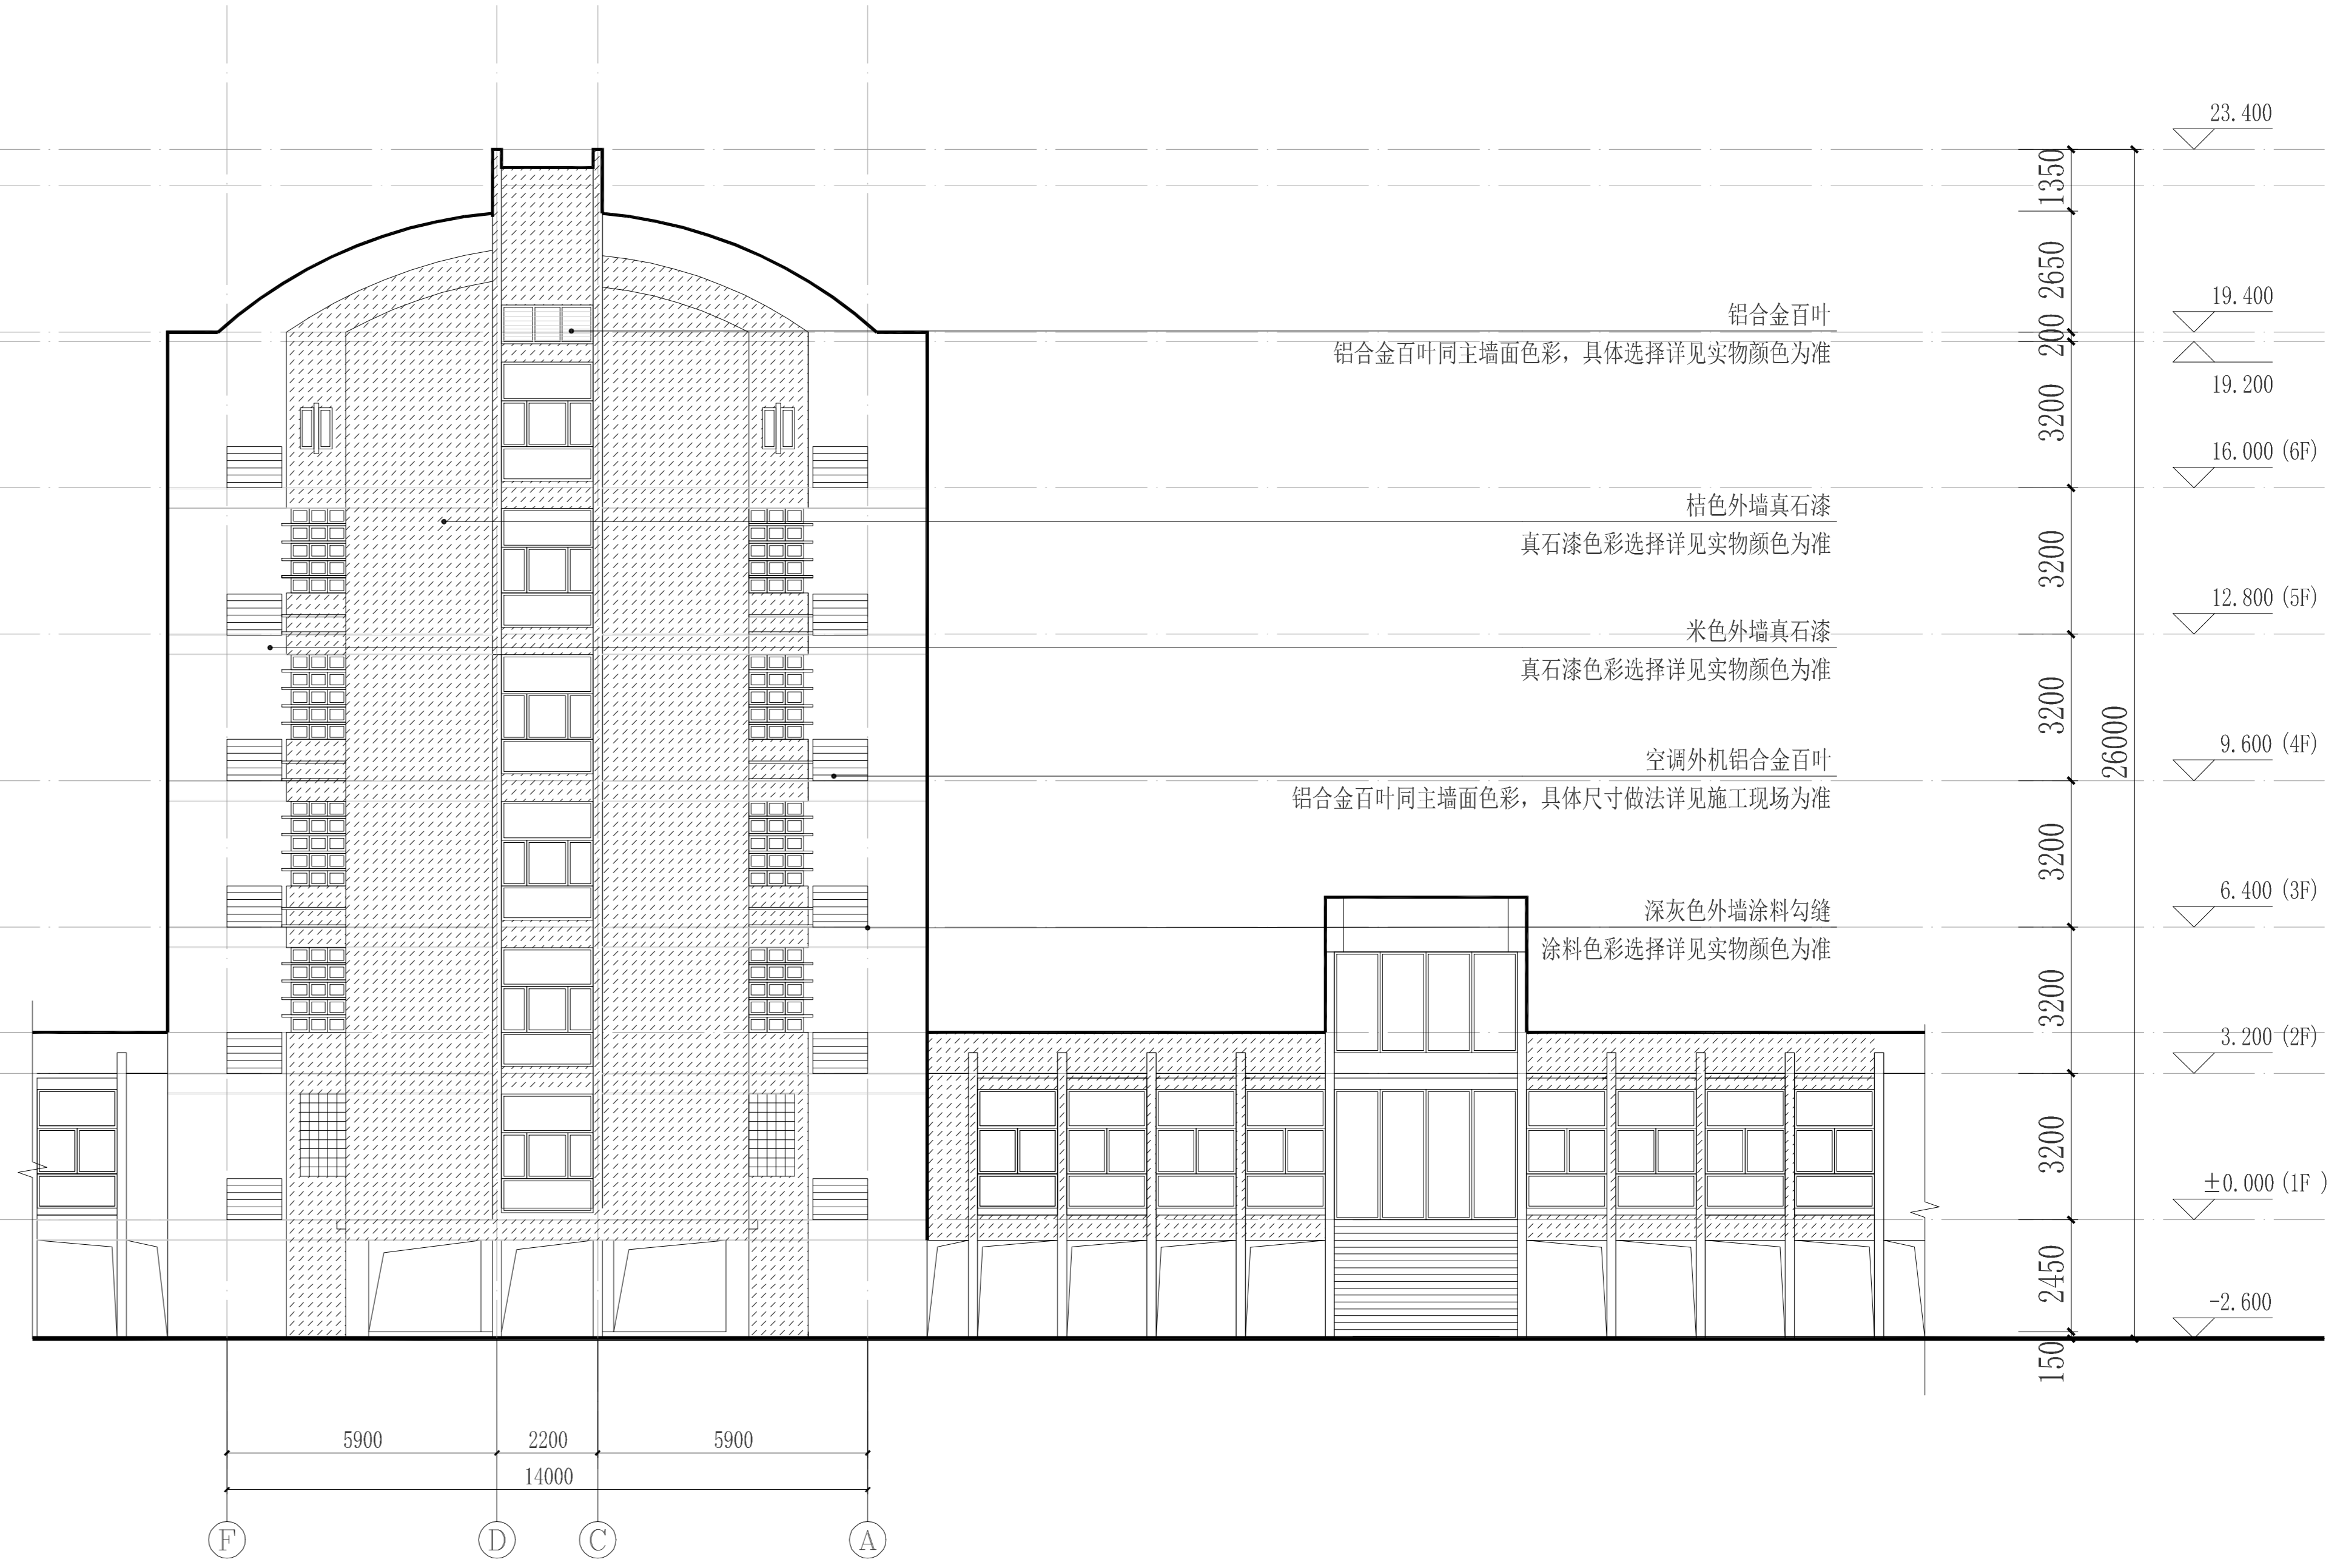 23.400
1350
2650
铝合金百叶
19.400
200
铝合金百叶同主墙面色彩，具体选择详见实物颜色为准
19.200
3200
16.000 (6F)
桔色外墙真石漆
真石漆色彩选择详见实物颜色为准
3200
12.800 (5F)
米色外墙真石漆
真石漆色彩选择详见实物颜色为准
3200
26000
9.600 (4F)
空调外机铝合金百叶
铝合金百叶同主墙面色彩，具体尺寸做法详见施工现场为准
3200
6.400 (3F)
深灰色外墙涂料勾缝
涂料色彩选择详见实物颜色为准
3200
3.200 (2F)
3200
±0.000 (1F )
2450
-2.600
150
5900 2200 5900
14000
F D C A